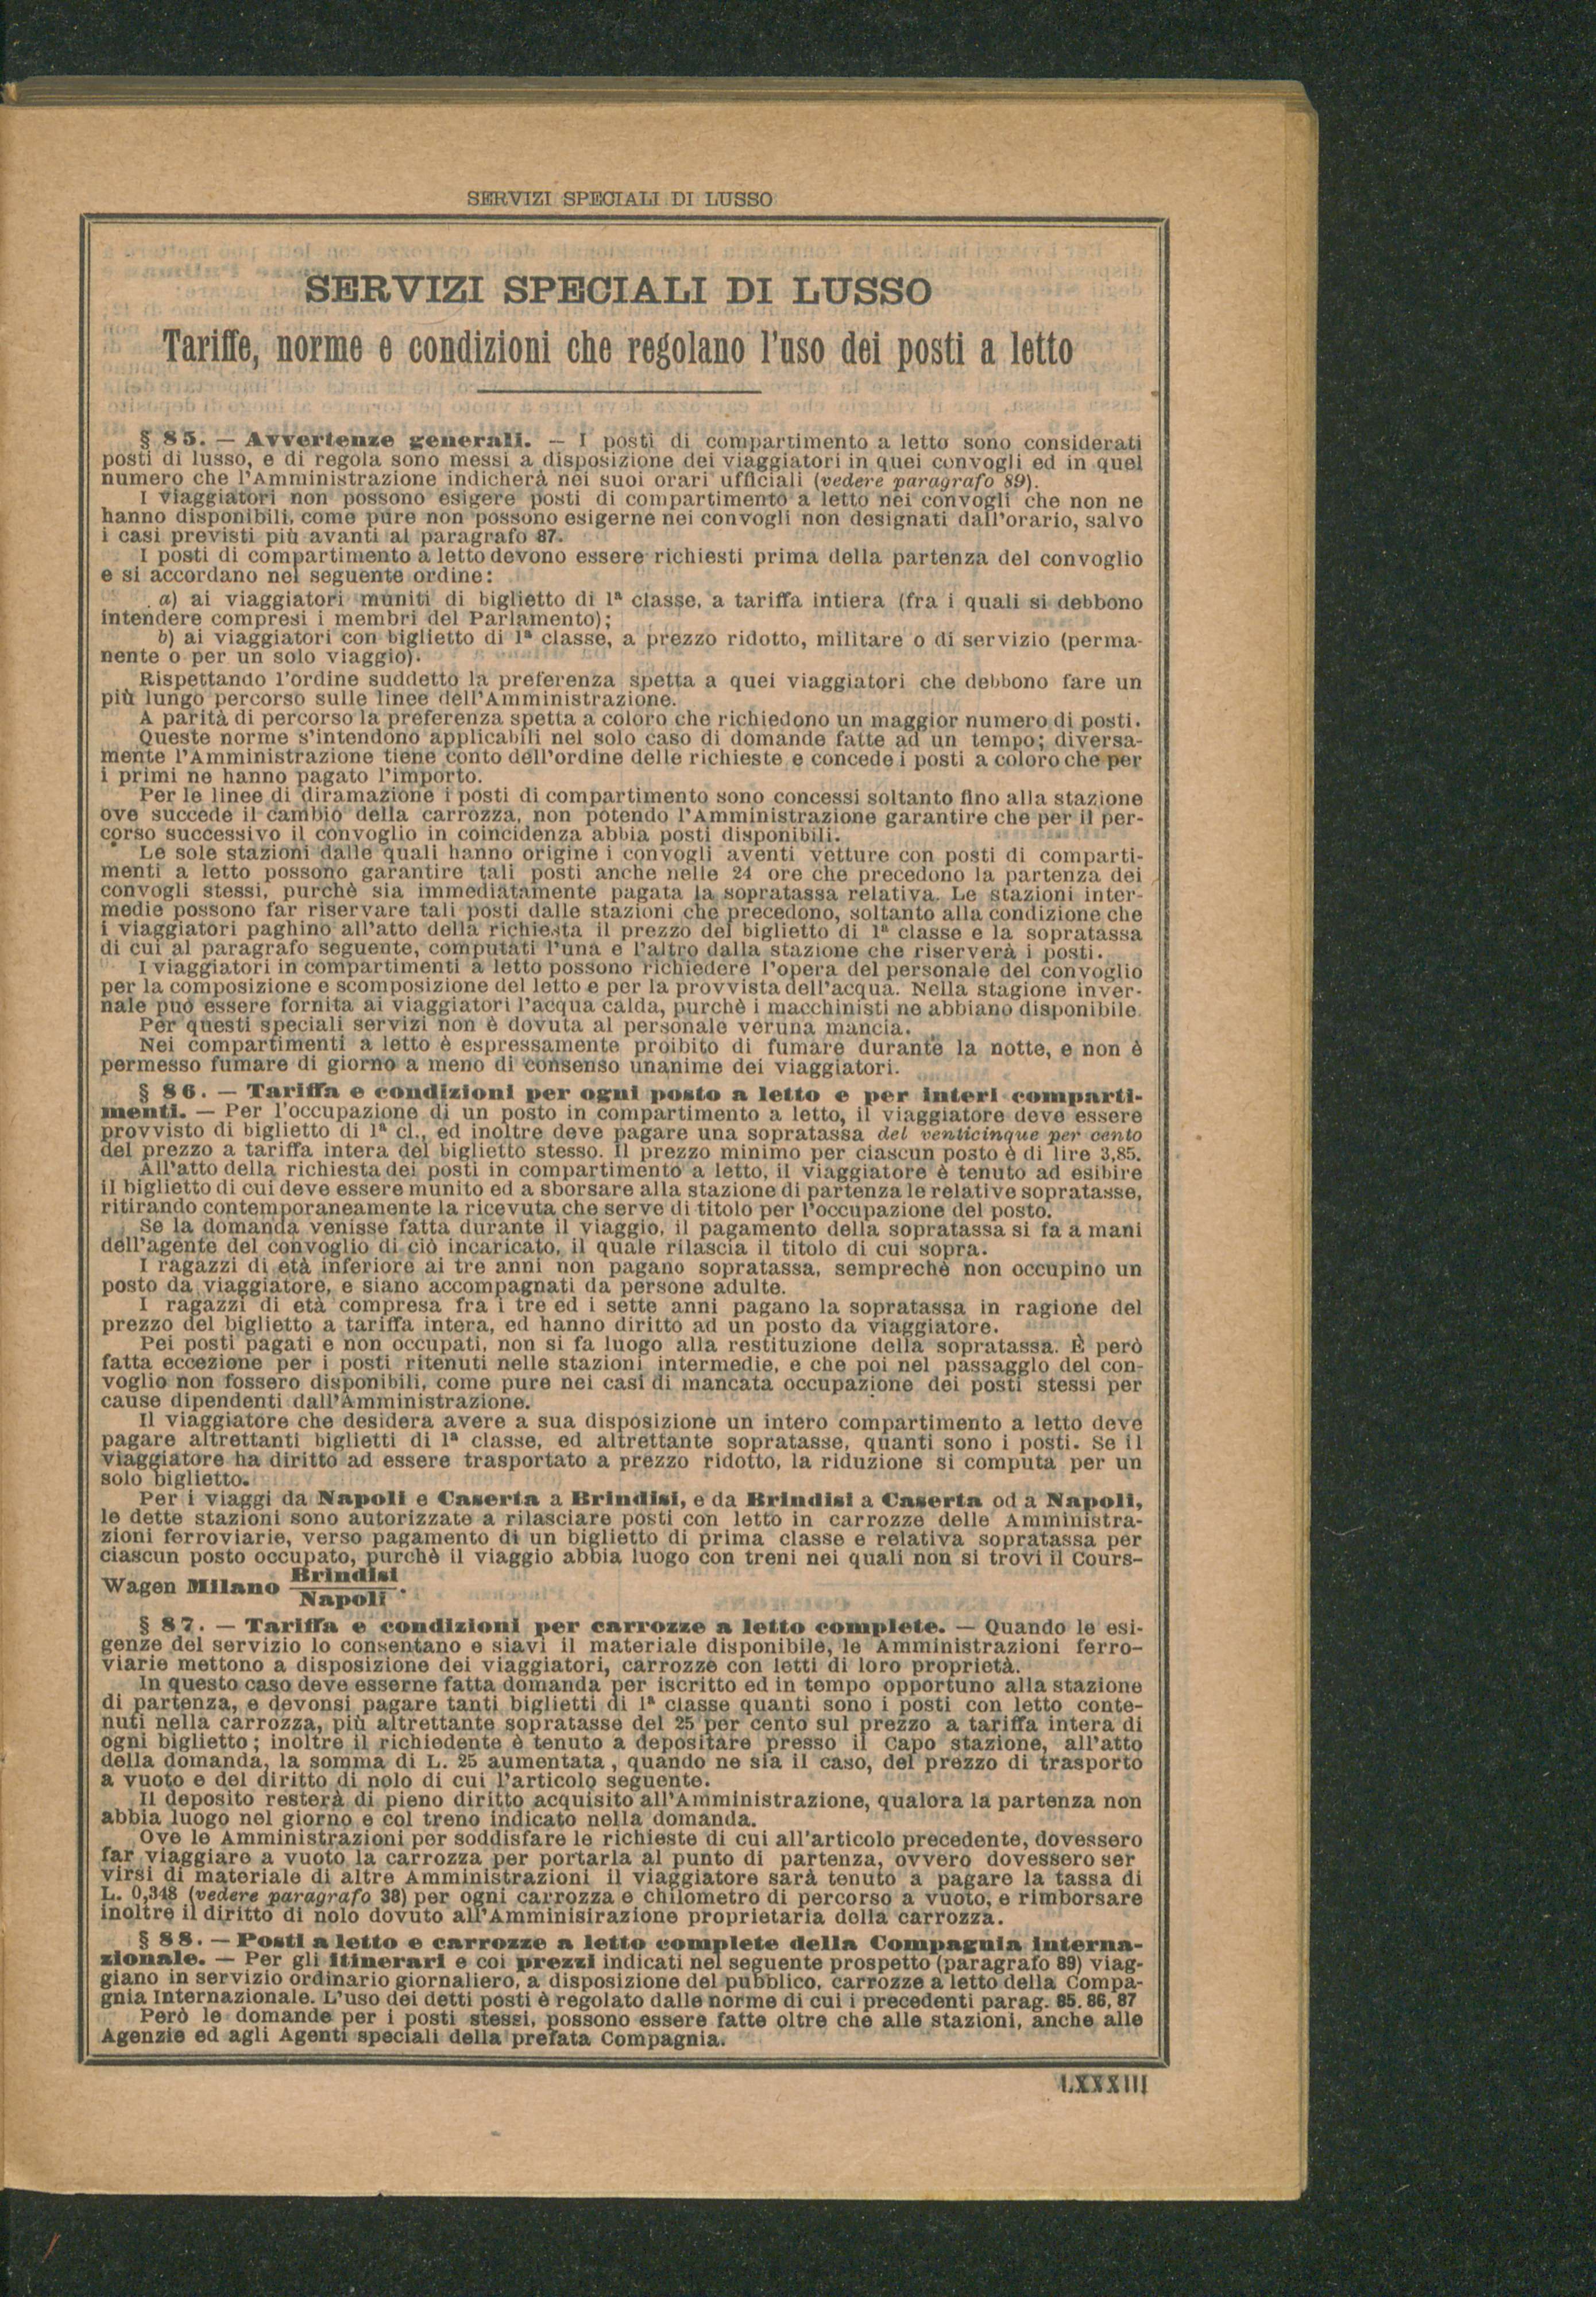 SERVIZI SPECIALI DI LUSSO
SERVIZI SPECIALI DI LUSSO
Tariffe, norme e condizioni che regolano l'uso dei posti a letto
§ 85. — Avvertenze generali. — I posti di compartimento a letto sono considerati
posti di lusso, e di regola sono messi a disposizione dei viaggiatori in quei convogli ed in quel
numero che l'Amministrazione indicherà nei suoi orari ufficiali (vedere paragrafo 89).
I viaggiatori non possono esigere posti di compartimento a letto nei convogli che non ne
hanno disponibili, come pure non possono esigerne nei convogli non designati dall'orario, salvo
i casi previsti più avanti al paragrafo 87.
I posti di compartimento a letto devono essere richiesti prima della partenza del convoglio
e si accordano nel seguente ordine:
a) ai viaggiatori muniti di biglietto di 1ª classe, a tariffa intiera (fra i quali si debbono
intendere compresi i membri del Parlamento);
b) ai viaggiatori con biglietto di 1ª classe, a prezzo ridotto, militare o di servizio (perma-
nente o per un solo viaggio).
Rispettando l'ordine suddetto la preferenza spetta a quei viaggiatori che debbono fare un
più lungo percorso sulle linee dell'Amministrazione.
A parità di percorso la preferenza spetta a coloro che richiedono un maggior numero di posti.
Queste norme s'intendono applicabili nel solo caso di domande fatte ad un tempo; diversa-
mente l'Amministrazione tiene conto dell'ordine delle richieste e concede i posti a coloro che per
i primi ne hanno pagato l'importo.
Per le linee di diramazione i posti di compartimento sono concessi soltanto fino alla stazione
ove succede il cambio della carrozza, non potendo l'Amministrazione garantire che per il per-
corso successivo il convoglio in coincidenza abbia posti disponibili.
Le sole stazioni dalle quali hanno origine i convogli aventi vetture con posti di comparti-
menti a letto possono garantire tali posti anche nelle 24 ore che precedono la partenza dei
convogli stessi, purchè sia immediatamente pagata la sopratassa relativa. Le stazioni inter-
medie possono far riservare tali posti dalle stazioni che precedono, soltanto alla condizione che
i viaggiatori paghino all'atto della richiesta il prezzo del biglietto di 1ª classe e la sopratassa
di cui al paragrafo seguente, computati l'una e l'altro dalla stazione che riserverà i posti.
I viaggiatori in compartimenti a letto possono richiedere l'opera del personale del convoglio
per la composizione e scomposizione del letto e per la provvista dell'acqua. Nella stagione inver-
nale può essere fornita ai viaggiatori l'acqua calda, purchè i macchinisti ne abbiano disponibile.
Per questi speciali servizi non è dovuta al personale veruna mancia.
Nei compartimenti a letto è espressamente proibito di fumare durante la notte, e non è
permesso fumare di giorno a meno di consenso unanime dei viaggiatori.
§ 86. — Tariffa e condizioni per ogni posto a letto e per interi comparti-
menti. — Per l'occupazione di un posto in compartimento a letto, il viaggiatore deve essere
provvisto di biglietto di 1ª cl., ed inoltre deve pagare una sopratassa del venticinque per cento
del prezzo a tariffa intera del biglietto stesso. Il prezzo minimo per ciascun posto è di lire 3,85.
All'atto della richiesta dei posti in compartimento a letto, il viaggiatore è tenuto ad esibire
il biglietto di cui deve essere munito ed a sborsare alla stazione di partenza le relative sopratasse,
ritirando contemporaneamente la ricevuta che serve di titolo per l'occupazione del posto.
Se la domanda venisse fatta durante il viaggio, il pagamento della sopratassa si fa a mani
dell'agente del convoglio di ciò incaricato, il quale rilascia il titolo di cui sopra.
I ragazzi di età inferiore ai tre anni non pagano sopratassa, sempreché non occupino un
posto da viaggiatore, e siano accompagnati da persone adulte.
I ragazzi di età compresa fra i tre ed i sette anni pagano la sopratassa in ragione del
prezzo del biglietto a tariffa intera, ed hanno diritto ad un posto da viaggiatore.
Pei posti pagati e non occupati, non si fa luogo alla restituzione della sopratassa. È però
fatta eccezione per i posti ritenuti nelle stazioni intermedie, e che poi nel passaggio del con-
voglio non fossero disponibili, come pure nei casi di mancata occupazione dei posti stessi per
cause dipendenti dall'Amministrazione.
Il viaggiatore che desidera avere a sua disposizione un intero compartimento a letto deve
pagare altrettanti biglietti di 1ª classe, ed altrettante sopratasse, quanti sono i posti. Se il
viaggiatore ha diritto ad essere trasportato a prezzo ridotto, la riduzione si computa per un
solo biglietto.
Per i viaggi da Napoli e Caserta a Brindisi, e da Brindisi a Caserta od a Napoli,
le dette stazioni sono autorizzate a rilasciare posti con letto in carrozze delle Amministra-
zioni ferroviarie, verso pagamento di un biglietto di prima classe e relativa sopratassa per
ciascun posto occupato, purchè il viaggio abbia luogo con treni nei quali non si trovi il Cours-
Wagen Milano Brindisi
Napoli.
§ 87. — Tariffa e condizioni per carrozze a letto complete. — Quando le esi-
genze del servizio lo consentano e siavi il materiale disponibile, le Amministrazioni ferro-
viarie mettono a disposizione dei viaggiatori, carrozze con letti di loro proprietà.
In questo caso deve esserne fatta domanda per iscritto ed in tempo opportuno alla stazione
di partenza, e devonsi pagare tanti biglietti di 1ª classe quanti sono i posti con letto conte-
nuti nella carrozza, più altrettante sopratasse del 25 per cento sul prezzo a tariffa intera di
ogni biglietto; inoltre il richiedente è tenuto a depositare presso il Capo stazione, all'atto
della domanda, la somma di L. 25 aumentata, quando ne sia il caso, del prezzo di trasporto
a vuoto e del diritto di nolo di cui l'articolo seguente.
Il deposito resterà di pieno diritto acquisito all'Amministrazione, qualora la partenza non
abbia luogo nel giorno e col treno indicato nella domanda.
Ove le Amministrazioni per soddisfare le richieste di cui all'articolo precedente, dovessero
far viaggiare a vuoto la carrozza per portarla al punto di partenza, ovvero dovessero ser
virsi di materiale di altre Amministrazioni il viaggiatore sarà tenuto a pagare la tassa di
L. 0,348 (vedere paragrafo 38) per ogni carrozza e chilometro di percorso a vuoto, e rimborsare
inoltre il diritto di nolo dovuto all'Amminisirazione proprietaria della carrozza.
§ 88. — Posti a letto e carrozze a letto complete della Compagnia Interna-
zionale. — Per gli itinerari e coi prezzi indicati nel seguente prospetto (paragrafo 89) viag-
giano in servizio ordinario giornaliero, a disposizione del pubblico, carrozze a letto della Compa-
gnia Internazionale. L'uso dei detti posti è regolato dalle norme di cui i precedenti parag. 85, 86, 87
Però le domande per i posti stessi, possono essere fatte oltre che alle stazioni, anche alle
Agenzie ed agli Agenti speciali della prefata Compagnia.
LXXXIII